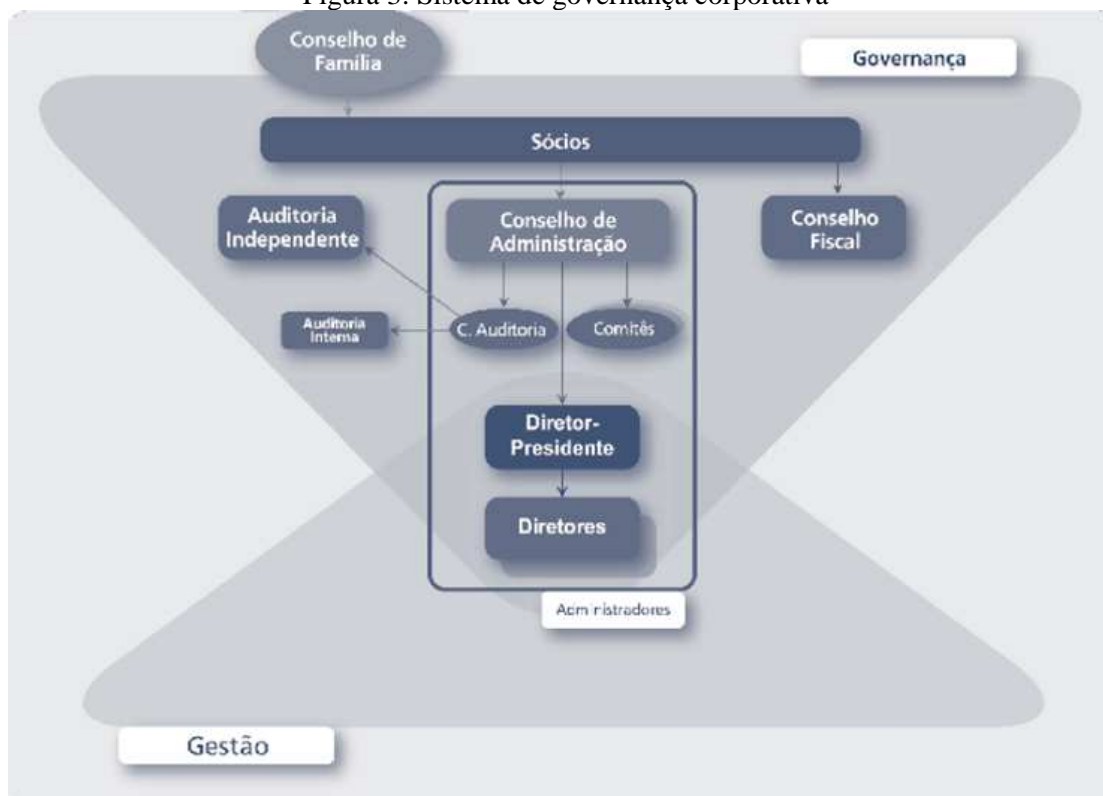 Figura 3: Sistema de governança corporativa
Conselho de
Família
Governança
Sócios
Auditoria
Independente
Conselho de
Administração
Conselho
Fiscal
Auditoria
Interna
C. Auditoria
Comitês
Diretor-
Presidente
Diretores
Administradores
Gestão